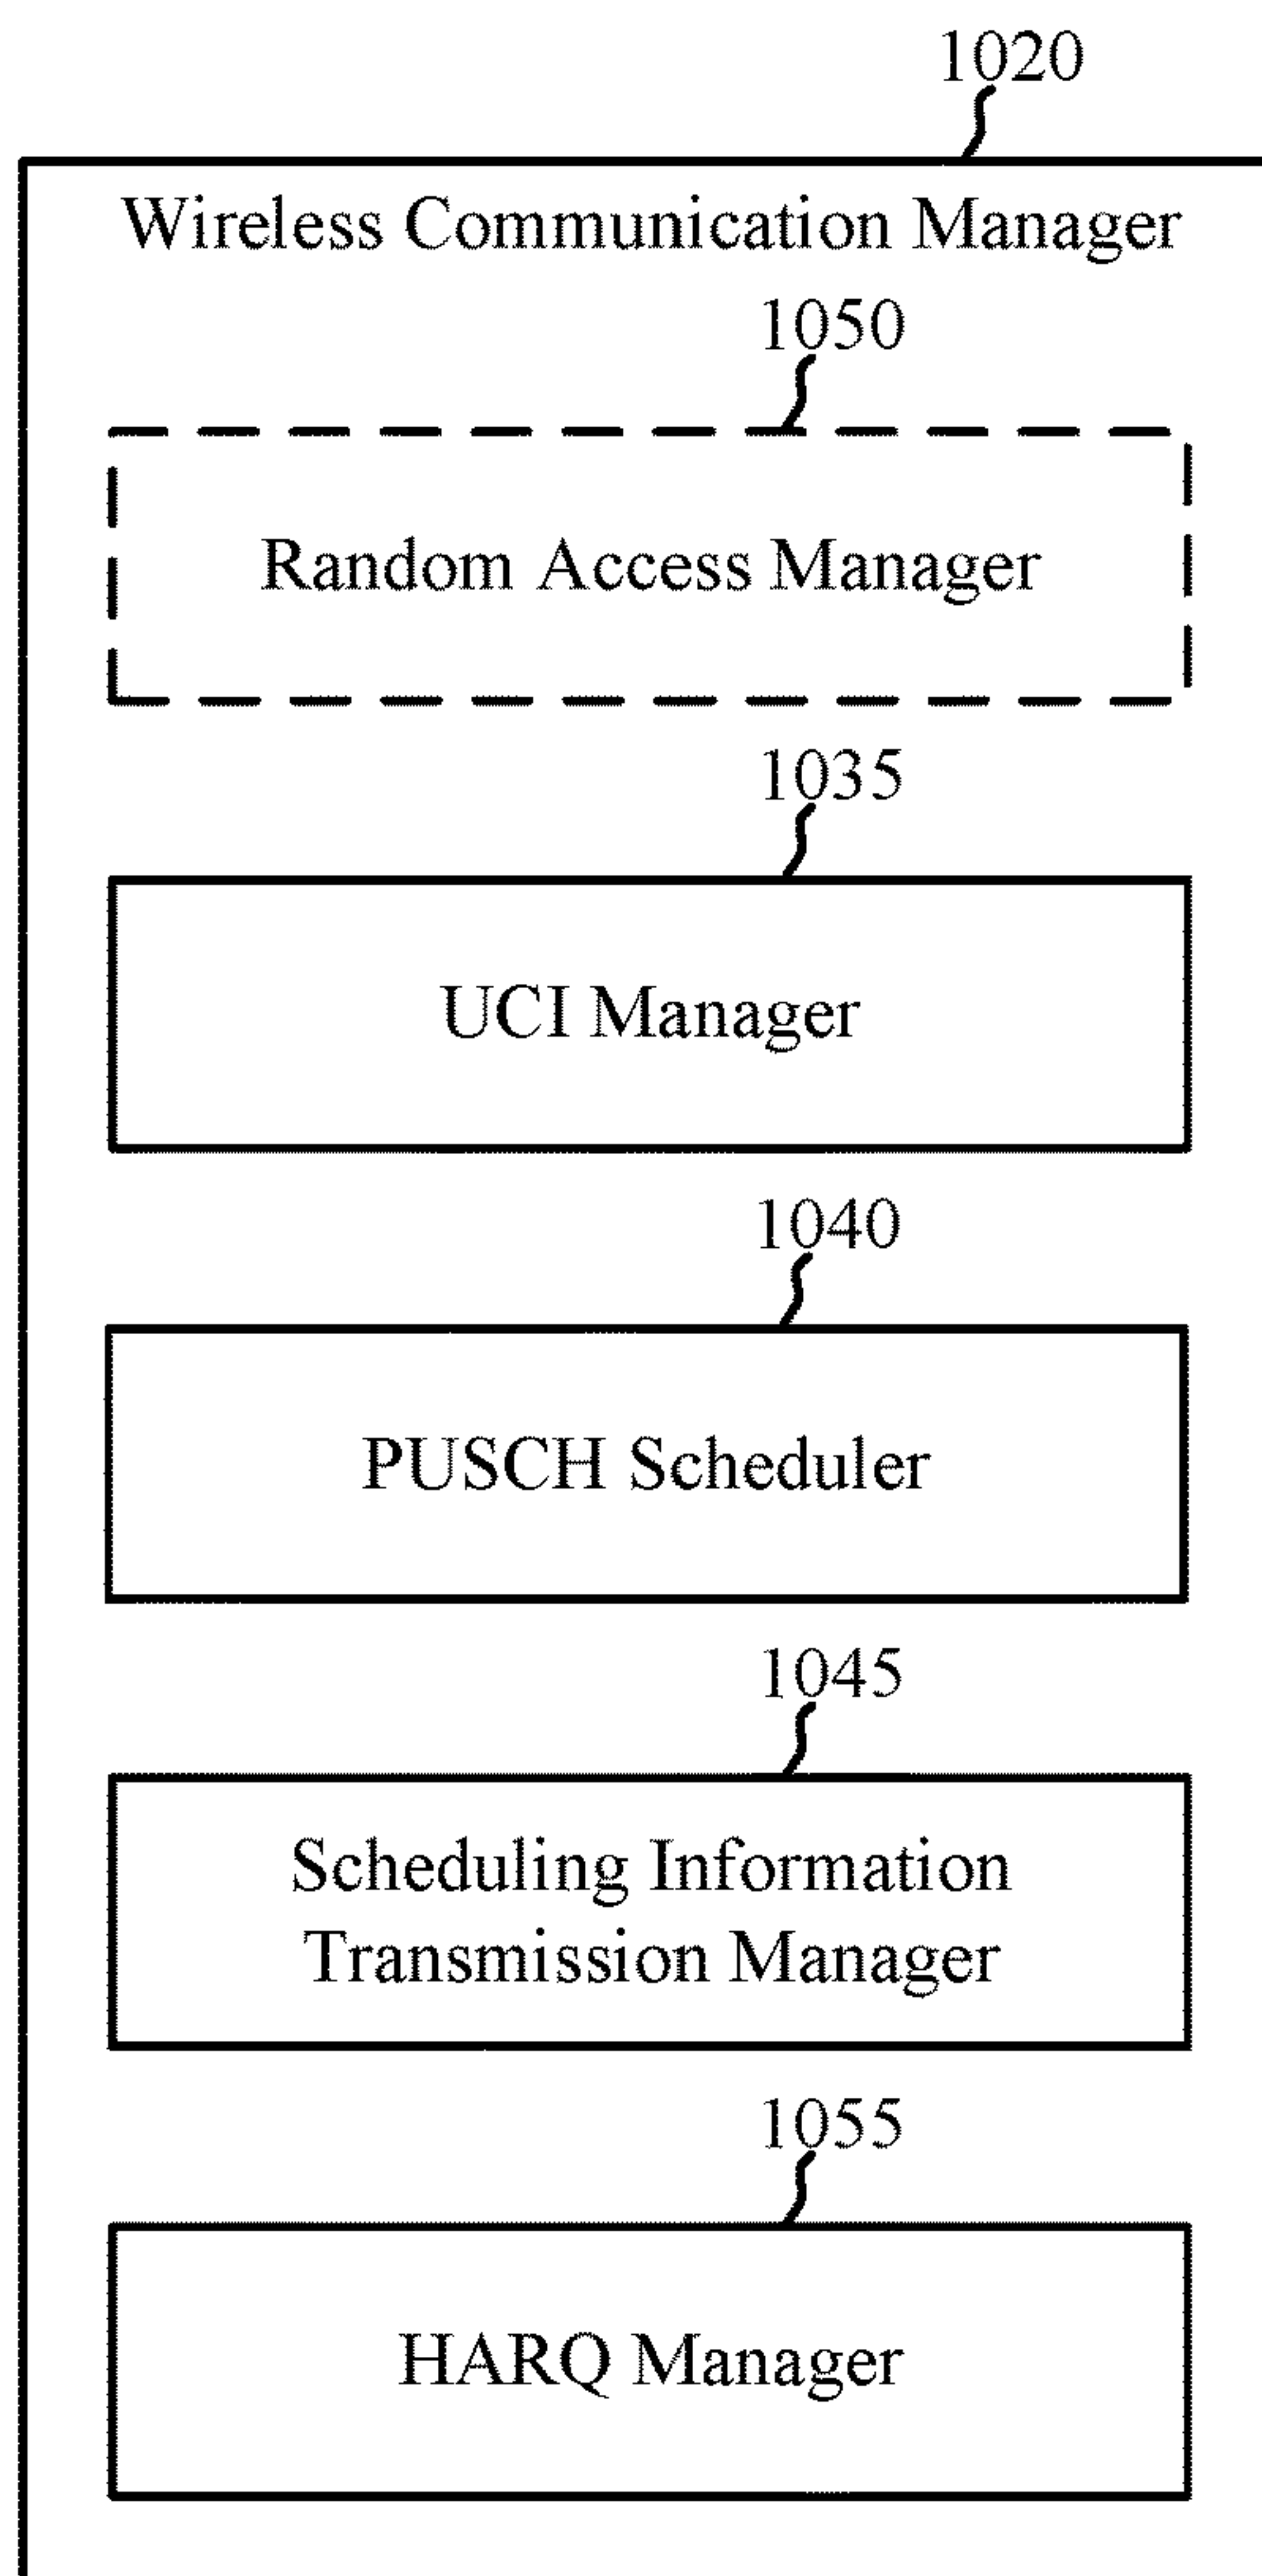 1020
Wireless Communication Manager
1050
Random Access Manager
1035
UCI Manager
1040
PUSCH Scheduler
1045
Scheduling Information
Transmission Manager
1055
HARQ Manager